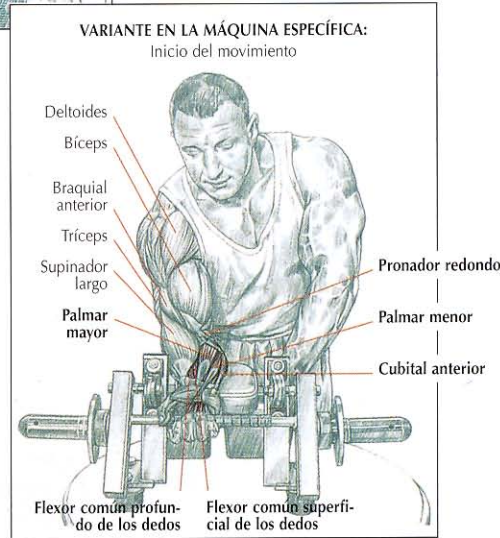 VARIANTE EN LA MÁQUINA ESPECÍFICA:
Inicio del movimiento
Deltoides
Bíceps
Braquial
anterior
Tríceps
Supinador
largo
Palmar
mayor
Pronador redondo
Palmar menor
Cubital anterior
Flexor común profun-
do de los dedos
Flexor común superfi-
cial de los dedos